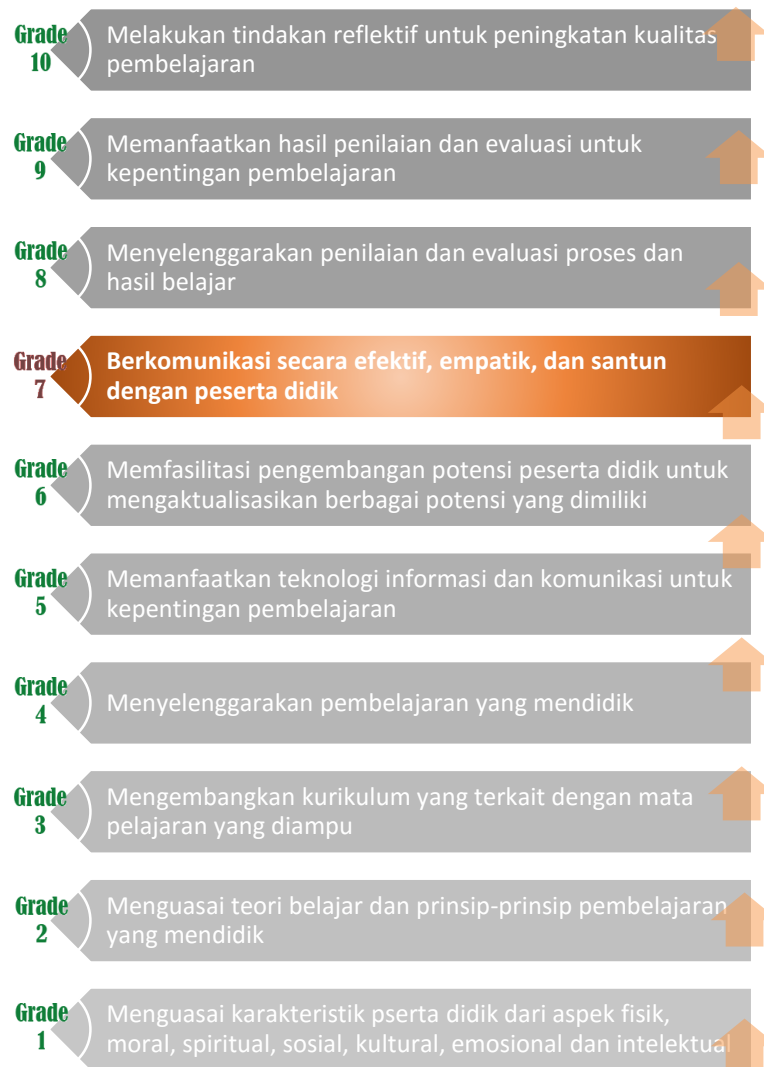 Grade
10
Melakukan tindakan reflektif untuk peningkatan kualitas
pembelajaran
Grade
9
Memanfaatkan hasil penilaian dan evaluasi untuk
kepentingan pembelajaran
Grade
8
Menyelenggarakan penilaian dan evaluasi proses dan
hasil belajar
Grade
7
Berkomunikasi secara efektif, empatik, dan santun
dengan peserta didik
Grade
6
Memfasilitasi pengembangan potensi peserta didik untuk
mengaktualisasikan berbagai potensi yang dimiliki
Grade
5
Memanfaatkan teknologi informasi dan komunikasi untuk
kepentingan pembelajaran
Grade
4
Menyelenggarakan pembelajaran yang mendidik
Grade
3
Mengembangkan kurikulum yang terkait dengan mata
pelajaran yang diampu
Grade
2
Menguasai teori belajar dan prinsip-prinsip pembelajaran
yang mendidik
Grade
1
Menguasai karakteristik pserta didik dari aspek fisik,
moral, spiritual, sosial, kultural, emosional dan intelektual